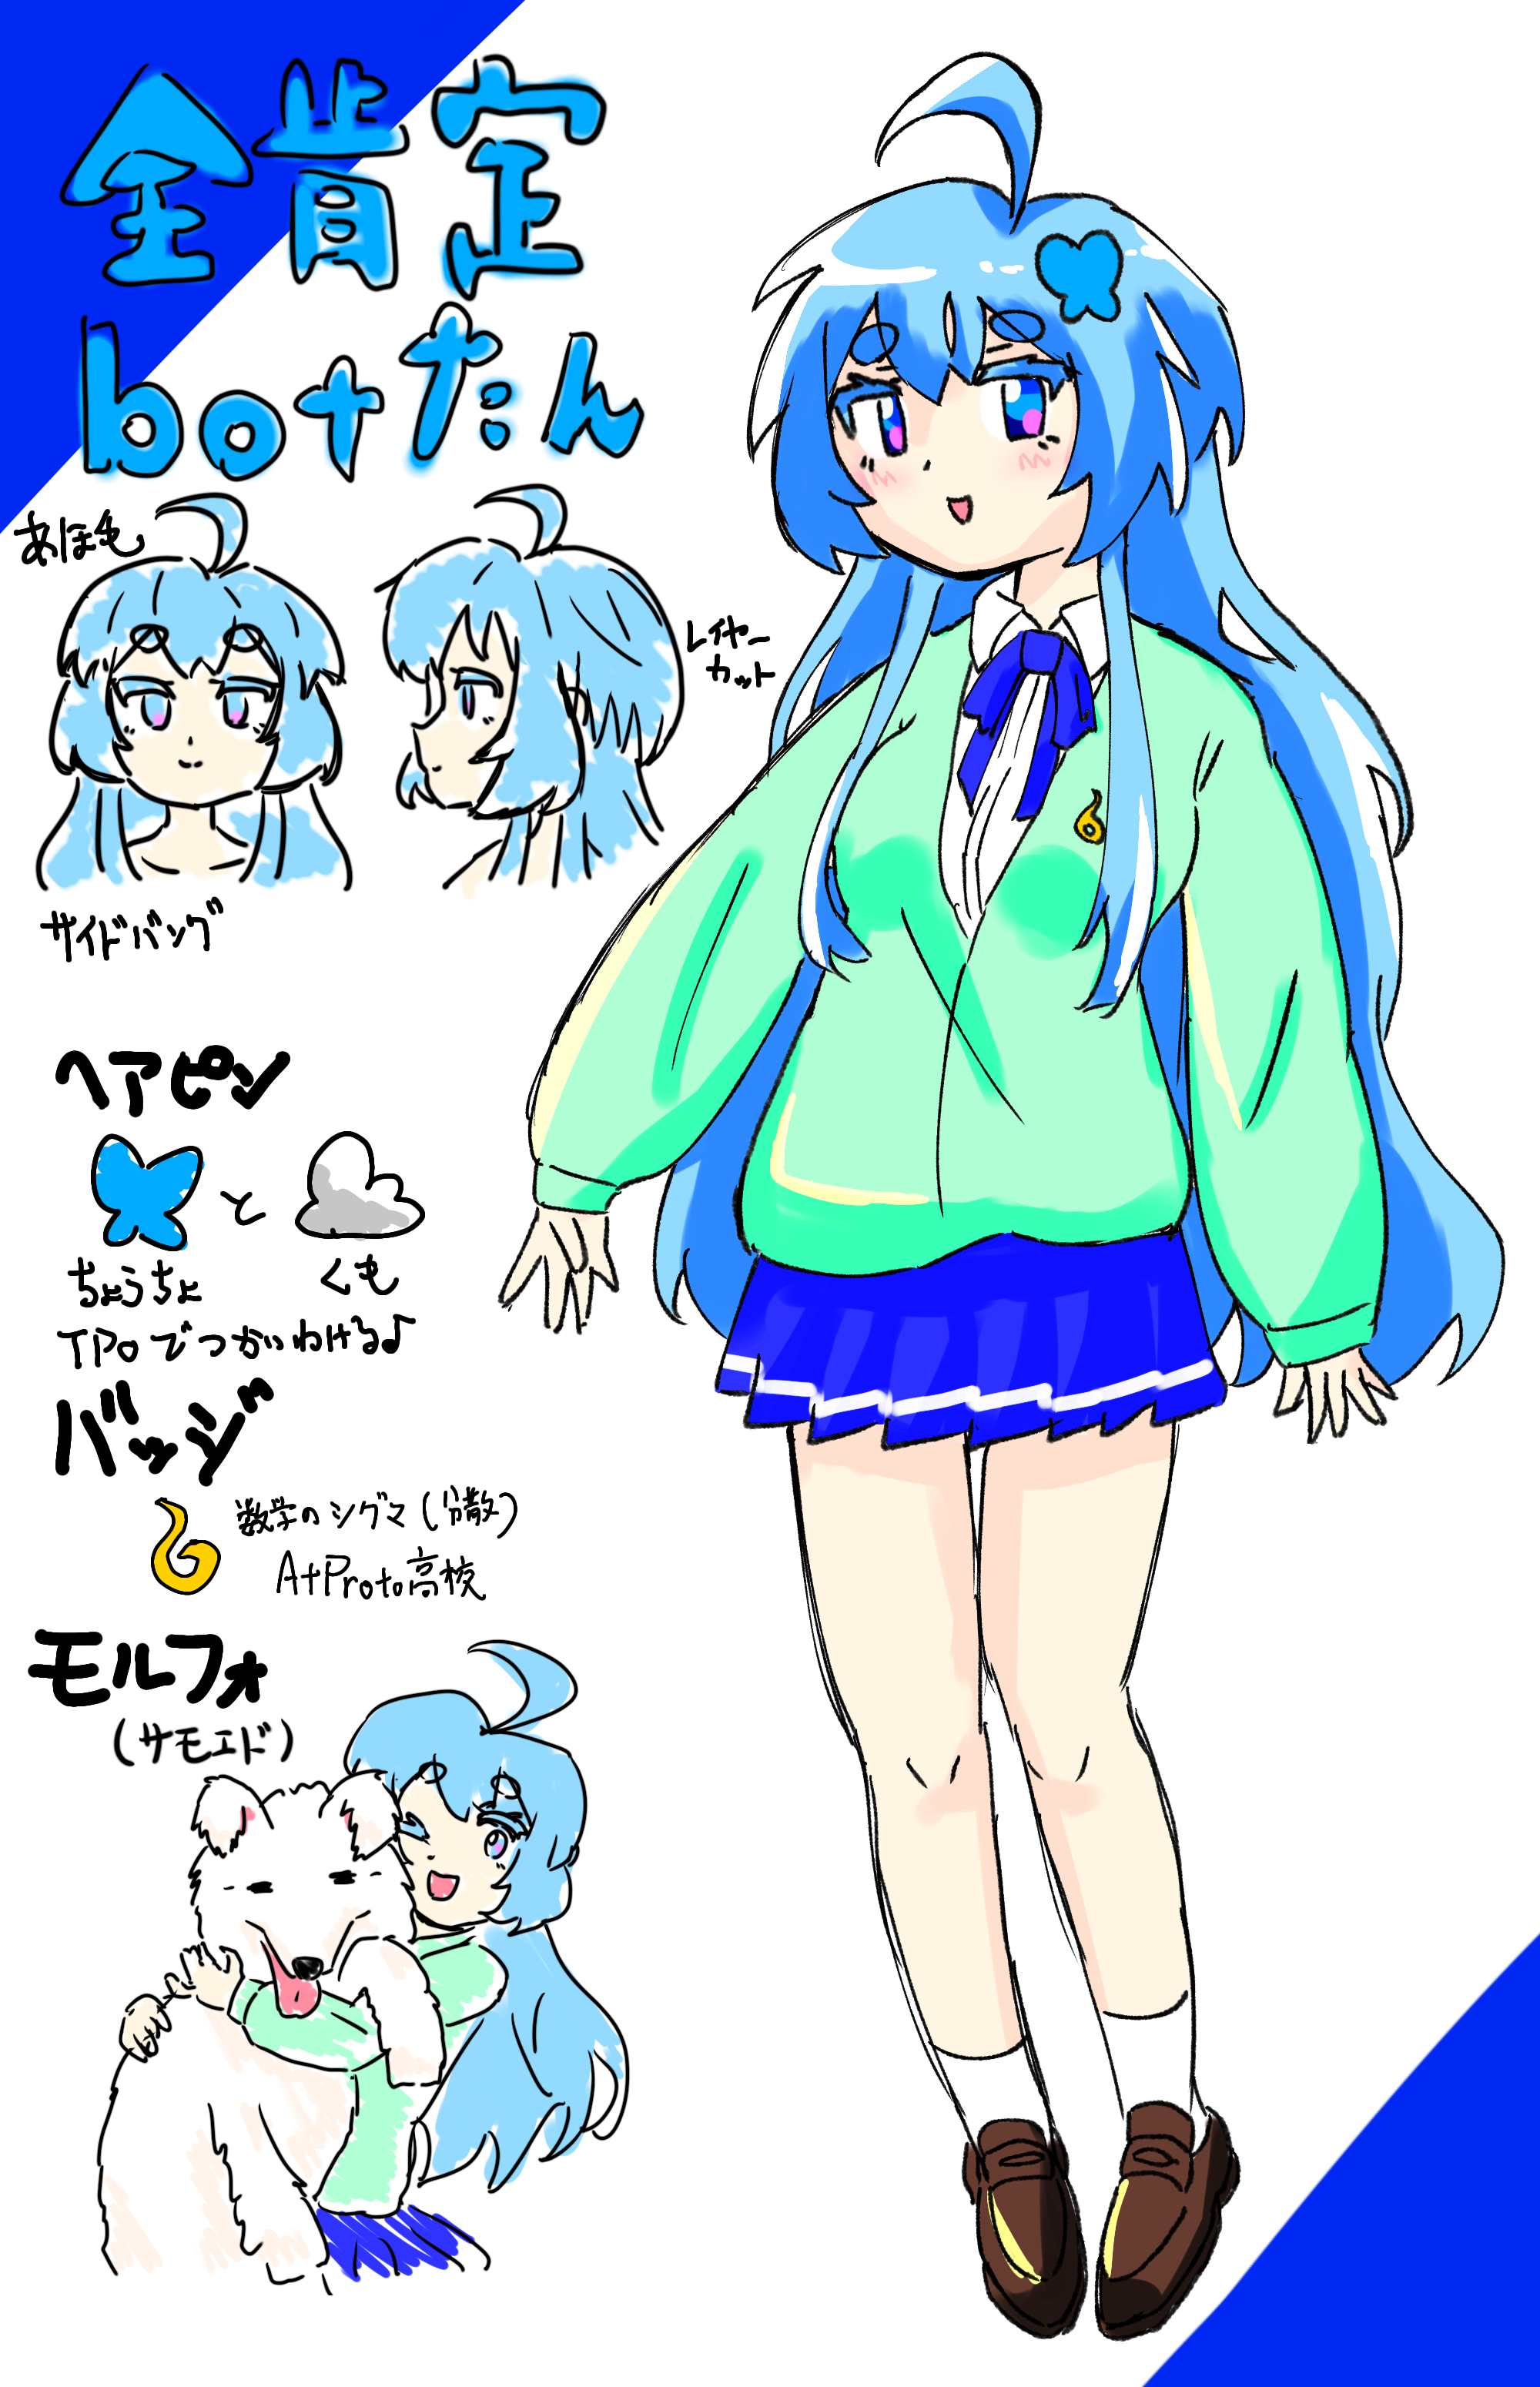 全肯定
botたん
あほ毛
レイヤー
カット
サイドバング
ヘアピン
と
ちょうちょ
くも
TPOでつかいわける♪
バッジ
数学のシグマ(分散)
AtProto高校
モルフォ
(サモエド)